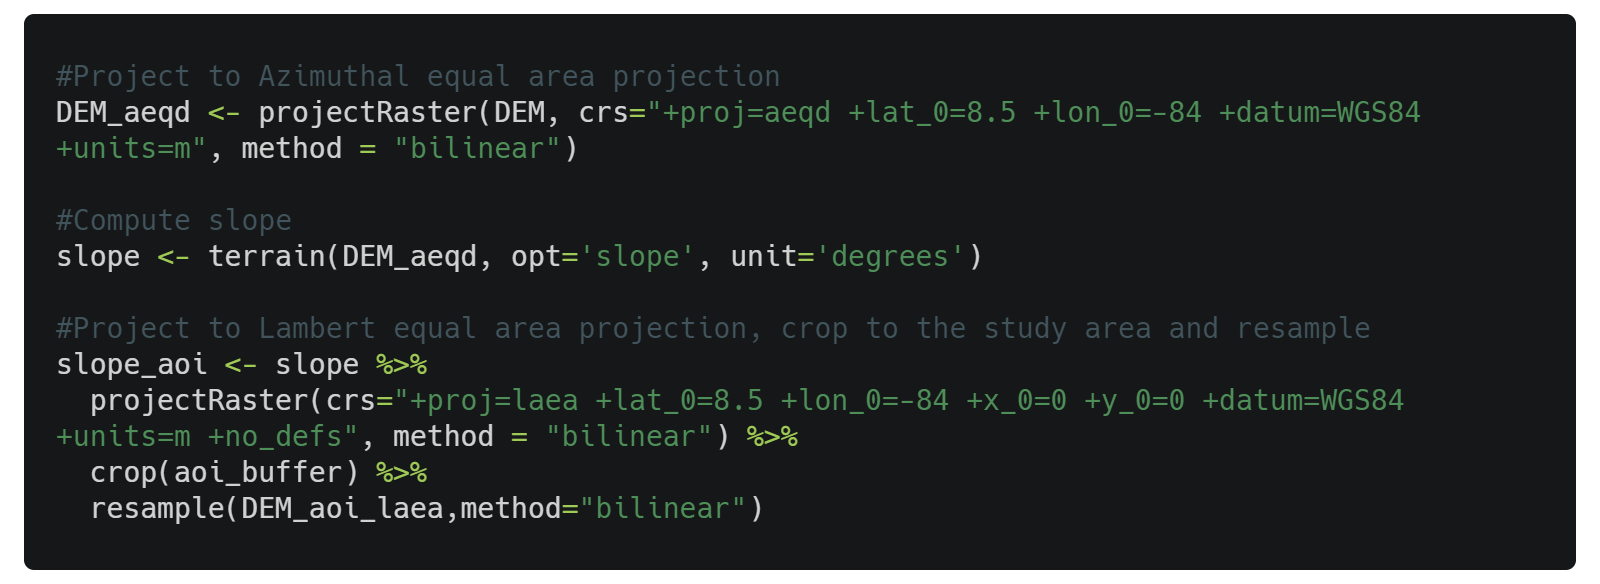 #Project to Azimuthal equal area projection
DEM_aeqd <- projectRaster(DEM, crs="+proj=aeqd +lat_0=8.5 +lon_0=-84 +datum=WGS84
+units=m", method = "bilinear")
#Compute slope
slope <- terrain(DEM_aeqd, opt='slope', unit='degrees')
#Project to Lambert equal area projection, crop to the study area and resample
slope_aoi <- slope %>%
  projectRaster(crs="+proj=laea +lat_0=8.5 +lon_0=-84 +x_0=0 +y_0=0 +datum=WGS84
+units=m +no_defs", method = "bilinear") %>%
  crop(aoi_buffer) %>%
  resample(DEM_aoi_laea,method="bilinear")